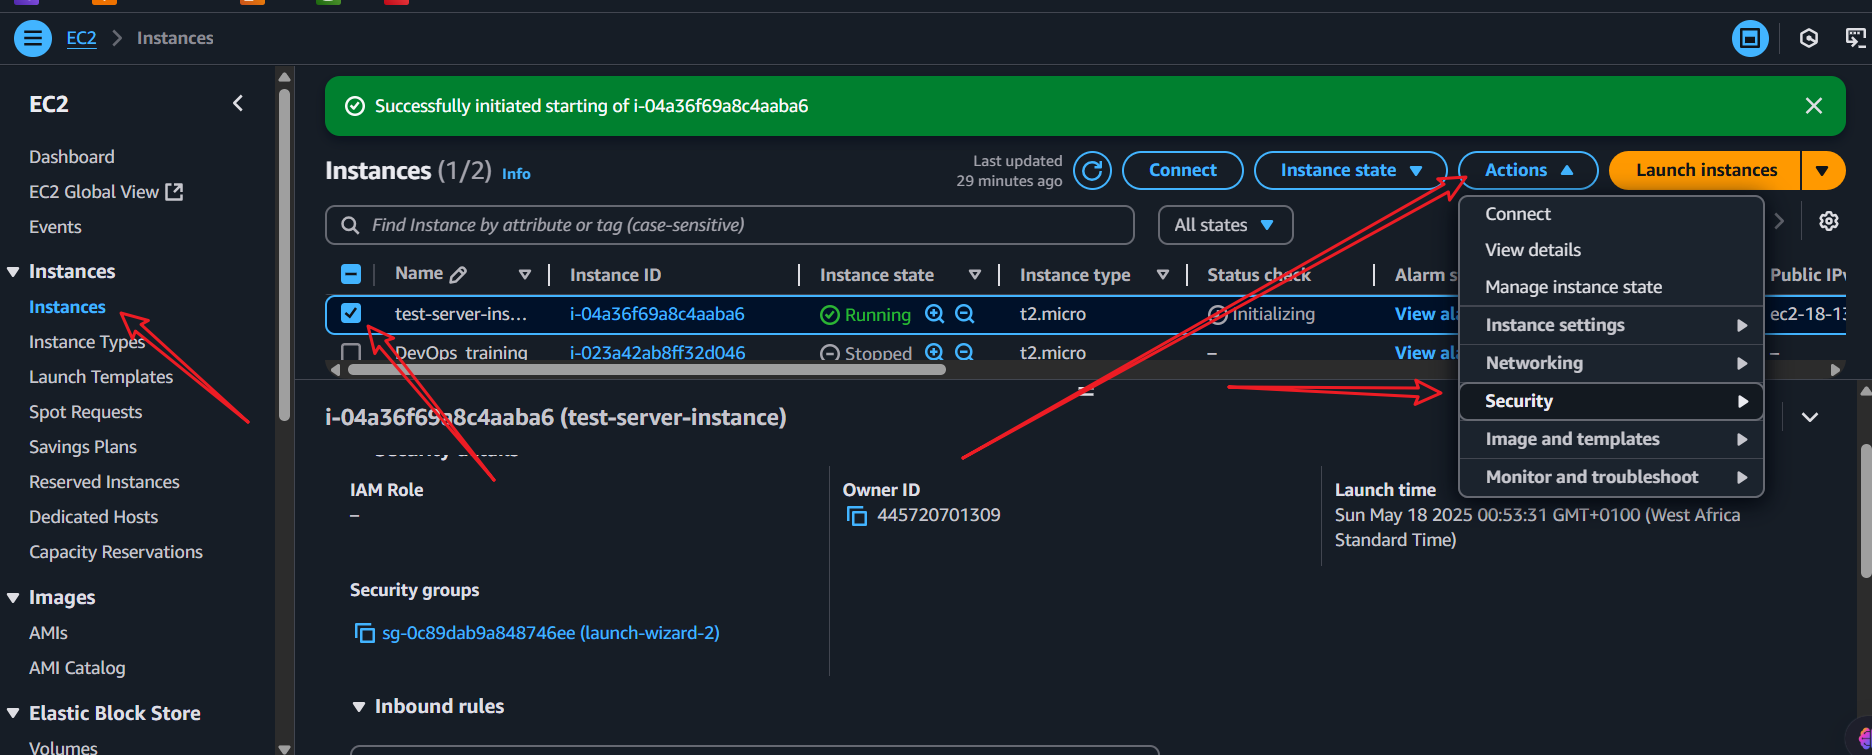 EC2
Instances
EC2
Dashboard
EC2 Global View
Events
Instances
Instances
Instance Types
Launch Templates
Spot Requests
Savings Plans
Reserved Instances
Dedicated Hosts
Capacity Reservations
Images
AMIs
AMI Catalog
Elastic Block Store
Volumes
Successfully initiated starting of i-04a36f69a8c4aaba6
Instances (1/2) Info
Last updated
29 minutes ago
Connect
Instance state
Actions
Launch instances
Find Instance by attribute or tag (case-sensitive)
All states
Name Instance ID Instance state Instance type Status check Alarm s Public IPv
test-server-ins... i-04a36f69a8c4aaba6 Running t2.micro Initializing View ala ec2-18-13
DevOps_training i-023a42ab8ff32d046 Stopped t2.micro – View ala –
Connect
View details
Manage instance state
Instance settings
Networking
Security
Image and templates
Monitor and troubleshoot
i-04a36f69a8c4aaba6 (test-server-instance)
Security details
IAM Role
–
Owner ID
445720701309
Launch time
Sun May 18 2025 00:53:31 GMT+0100 (West Africa
Standard Time)
Security groups
sg-0c89dab9a848746ee (launch-wizard-2)
Inbound rules